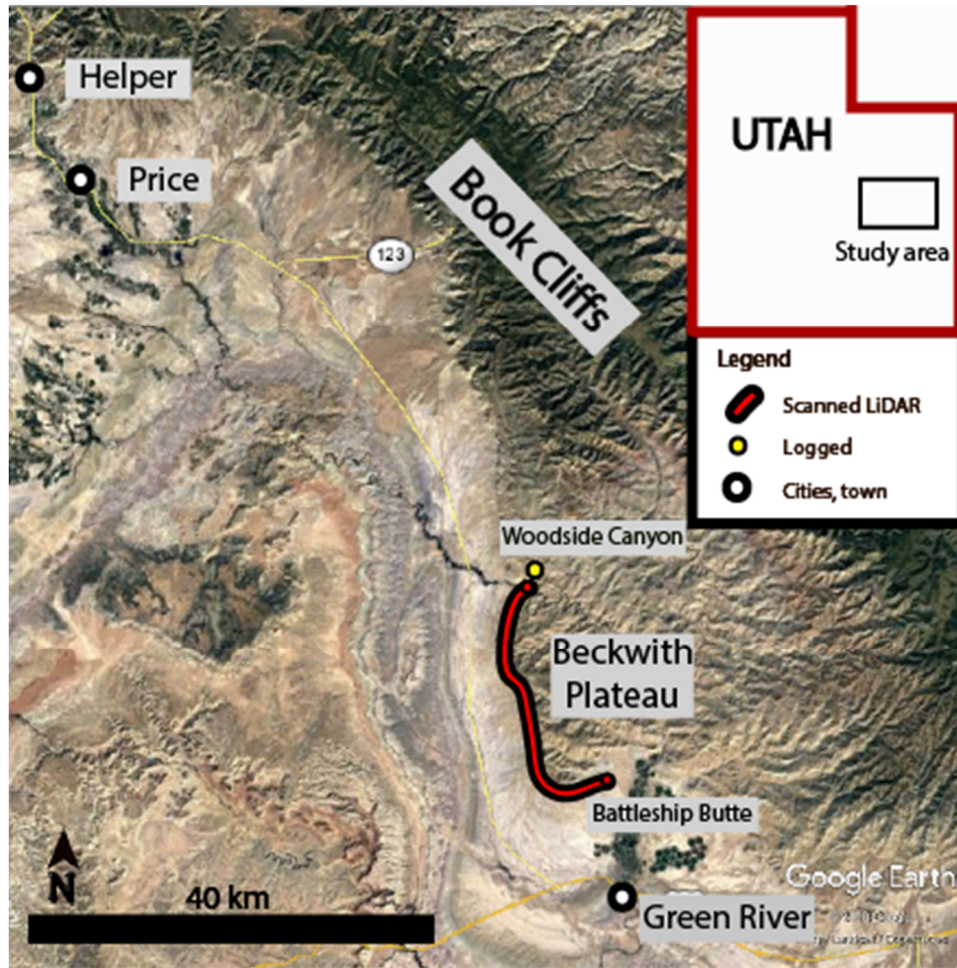 Helper
Price
123
Book Cliffs
UTAH
Study area
Legend
Scanned LiDAR
Logged
Cities, town
Woodside Canyon
Beckwith
Plateau
Battleship Butte
N
40 km
Google Earth
Green River